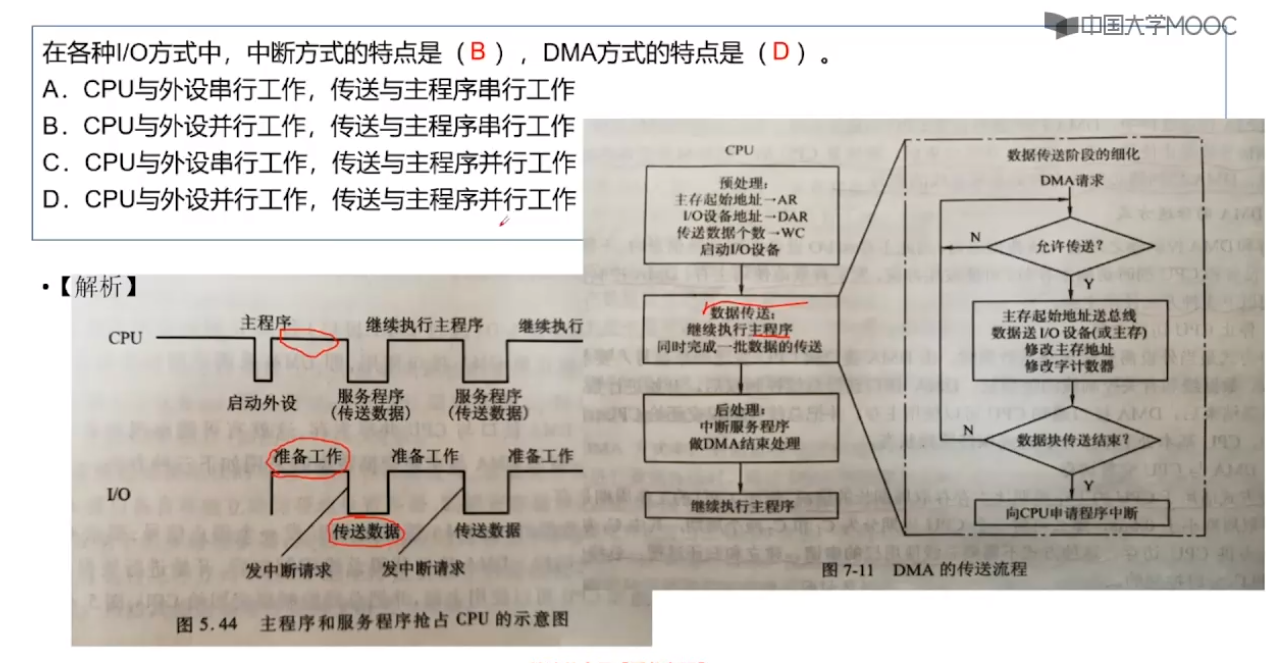 中国大学MOOC
在各种I/O方式中，中断方式的特点是（B），DMA方式的特点是（D）。
A．CPU与外设串行工作，传送与主程序串行工作
B．CPU与外设并行工作，传送与主程序串行工作
C．CPU与外设串行工作，传送与主程序并行工作
D．CPU与外设并行工作，传送与主程序并行工作
•【解析】
CPU
主程序
继续执行主程序
继续执行
启动外设
服务程序
（传送数据）
服务程序
（传送数据）
I/O
准备工作
准备工作
准备工作
传送数据
传送数据
发中断请求
发中断请求
图 5.44 主程序和服务程序抢占 CPU 的示意图
CPU
预处理：
主存起始地址→AR
I/O设备地址→DAR
传送数据个数→WC
启动I/O设备
数据传送：
继续执行主程序
同时完成一批数据的传送
后处理：
中断服务程序
做DMA结束处理
继续执行主程序
数据传送阶段的细化
DMA请求
允许传送？
N
Y
主存起始地址送总线
数据送I/O设备(或主存)
修改主存地址
修改字计数器
数据块传送结束？
N
Y
向CPU申请程序中断
图 7-11 DMA 的传送流程